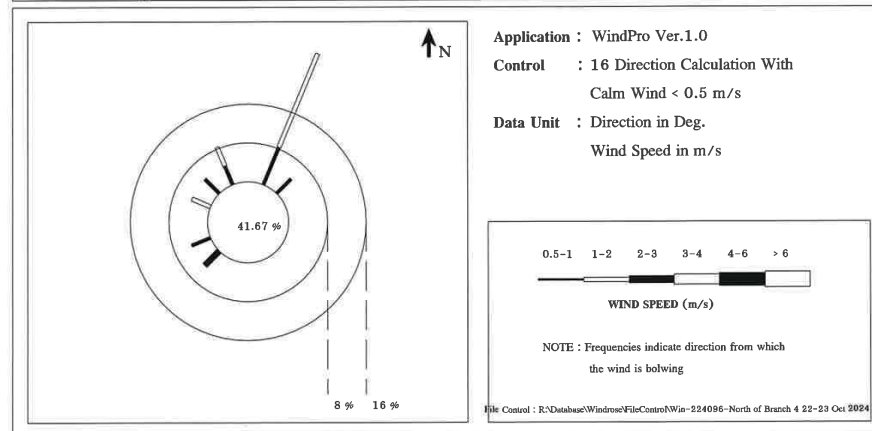 N
41.67 %
8 % 16 %
Application : WindPro Ver.1.0
Control : 16 Direction Calculation With
Calm Wind < 0.5 m/s
Data Unit : Direction in Deg.
Wind Speed in m/s
0.5-1 1-2 2-3 3-4 4-6 > 6
WIND SPEED (m/s)
NOTE : Frequencies indicate direction from which
the wind is bolwing
File Control : R:\Database\Windrose\FileControl\Win-224096-North of Branch 4 22-23 Oct 2024